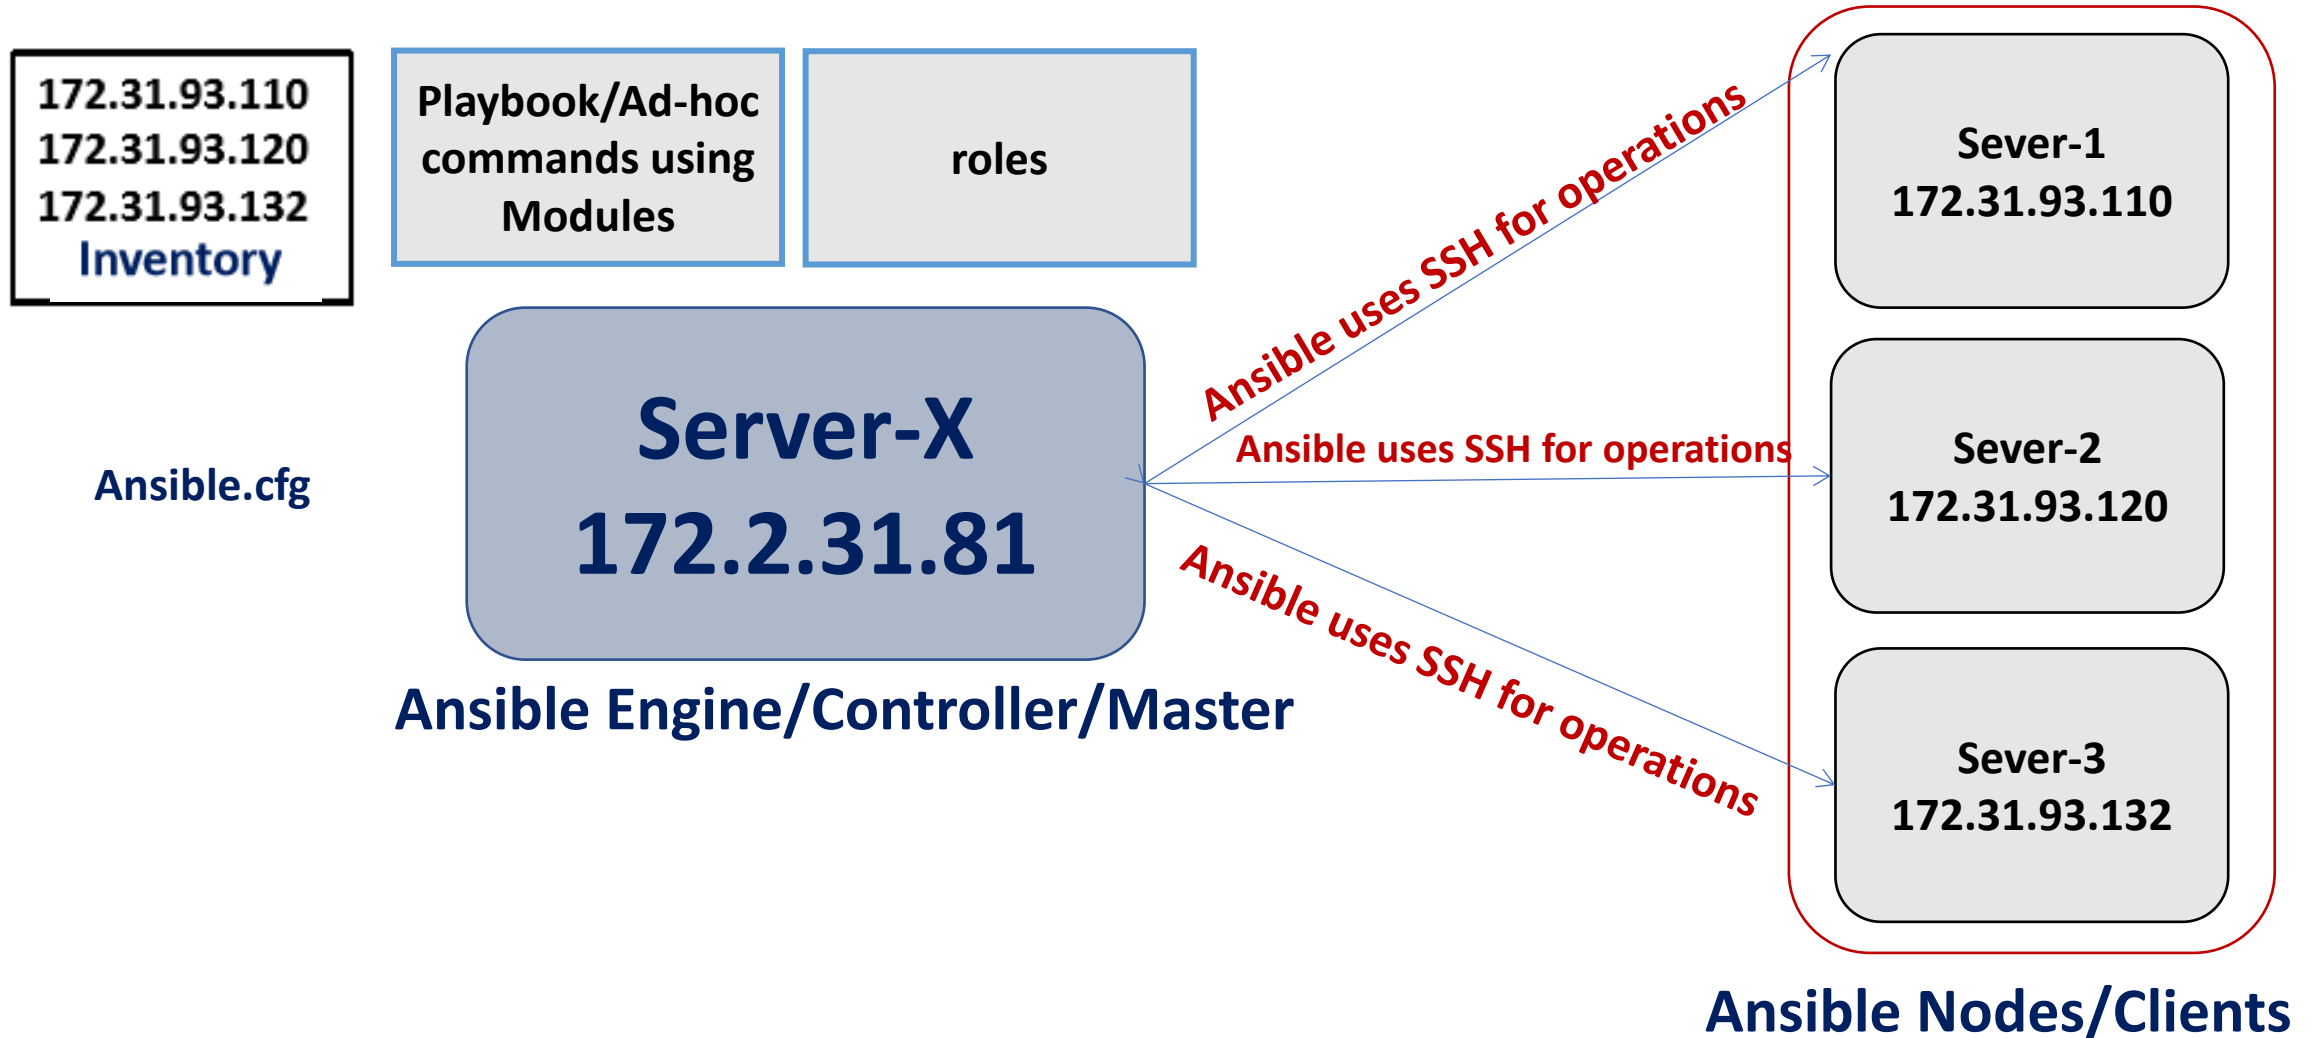 172.31.93.110
172.31.93.120
172.31.93.132
Inventory
Playbook/Ad-hoc
commands using
Modules
roles
Ansible.cfg
Server-X
172.2.31.81
Ansible Engine/Controller/Master
Ansible uses SSH for operations
Ansible uses SSH for operations
Ansible uses SSH for operations
Sever-1
172.31.93.110
Sever-2
172.31.93.120
Sever-3
172.31.93.132
Ansible Nodes/Clients